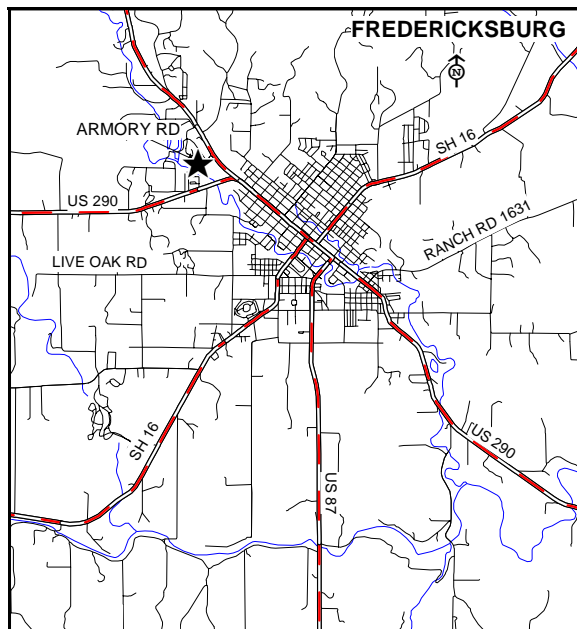 FREDERICKSBURG
N
ARMORY RD
SH 16
US 290
RANCH RD 1631
LIVE OAK RD
SH 16
US 87
US 290